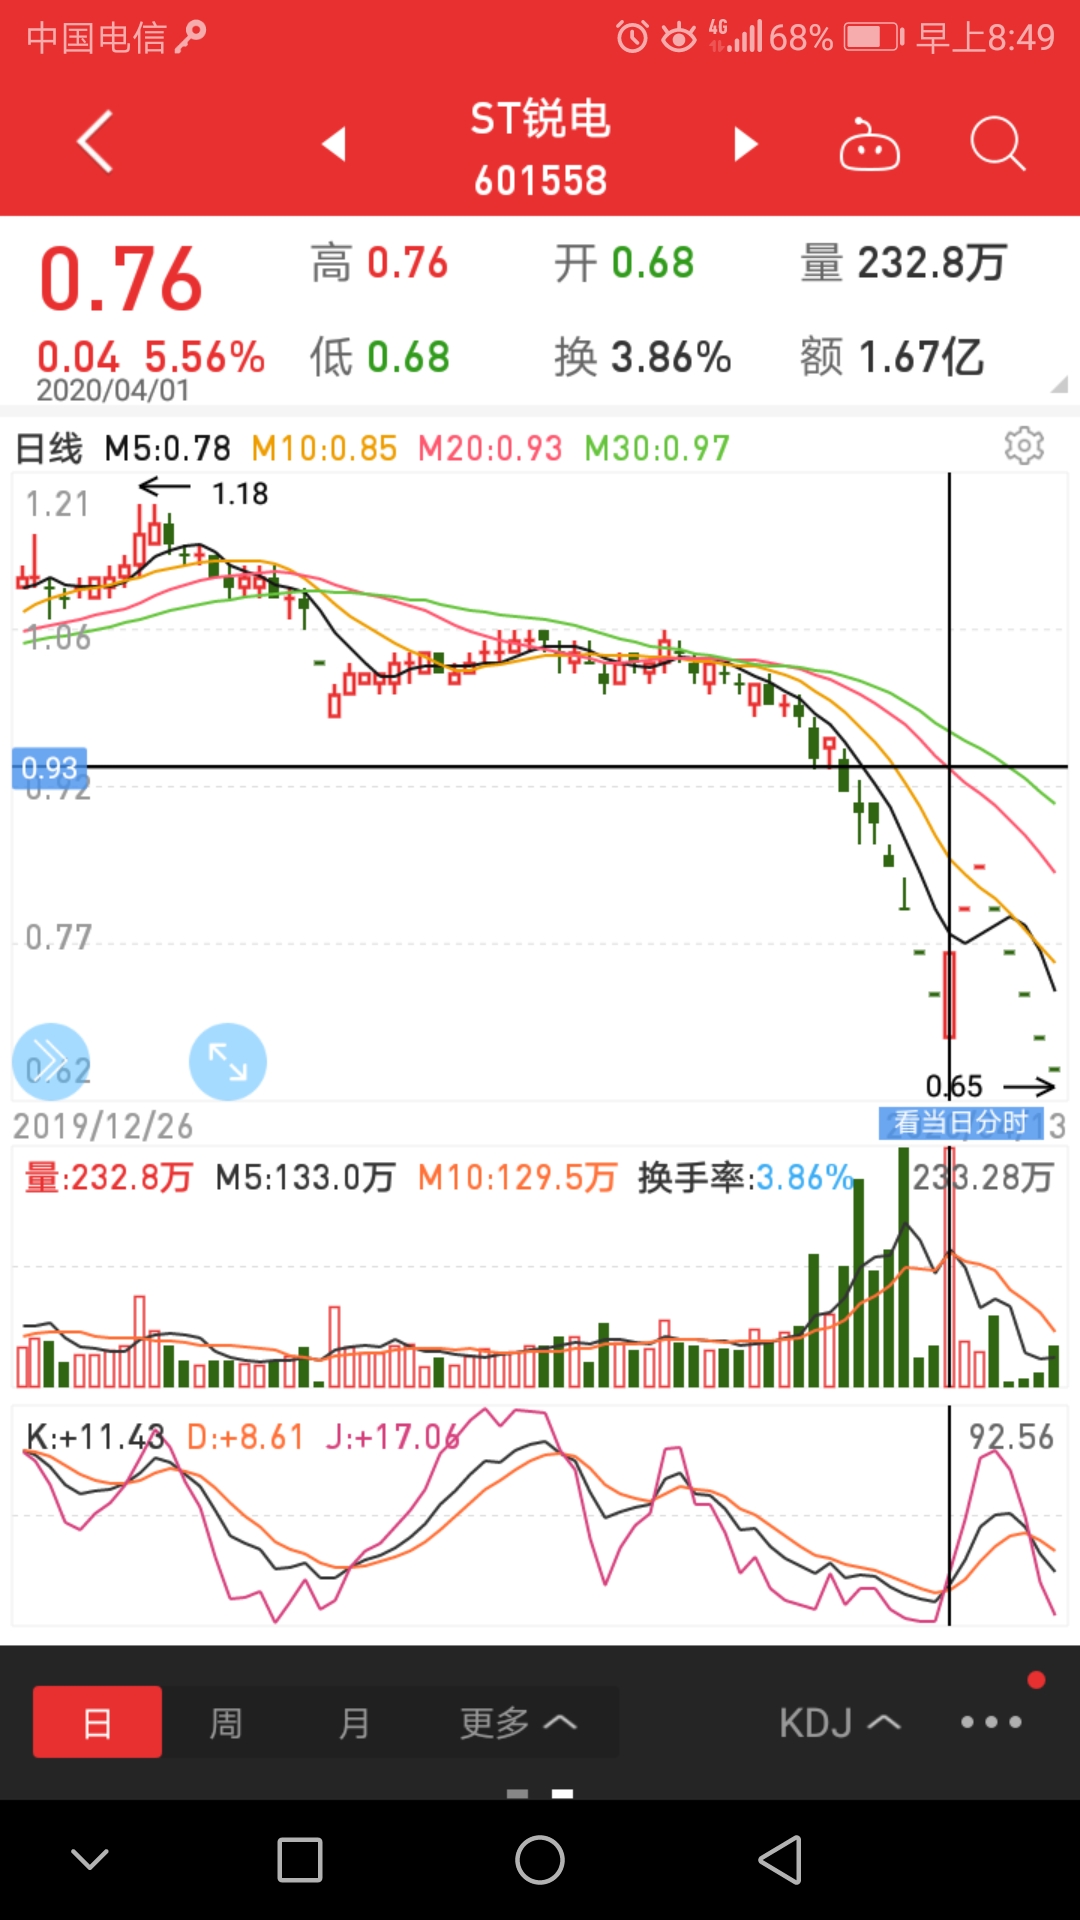 中国电信 4G 68% 早上8:49
ST锐电
601558
0.76 高 0.76 开 0.68 量 232.8万
0.04 5.56% 低 0.68 换 3.86% 额 1.67亿
2020/04/01
日线 M5:0.78 M10:0.85 M20:0.93 M30:0.97
1.21 1.18
1.06
0.93
0.92
0.77
0.62
0.65
2019/12/26 看当日分时 3
量:232.8万 M5:133.0万 M10:129.5万 换手率:3.86% 233.28万
K:+11.43 D:+8.61 J:+17.06 92.56
日 周 月 更多 KDJ